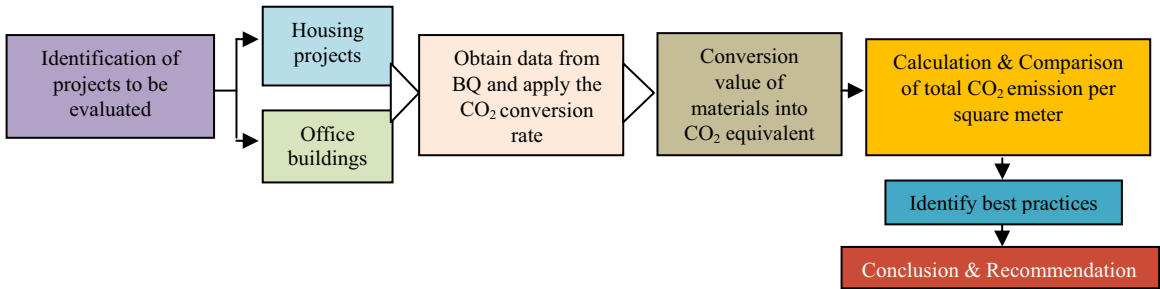 Identification of
projects to be
evaluated
Housing
projects
Office
buildings
Obtain data from
BQ and apply the
CO₂ conversion
rate
Conversion
value of
materials into
CO₂ equivalent
Calculation & Comparison
of total CO₂ emission per
square meter
Identify best practices
Conclusion & Recommendation